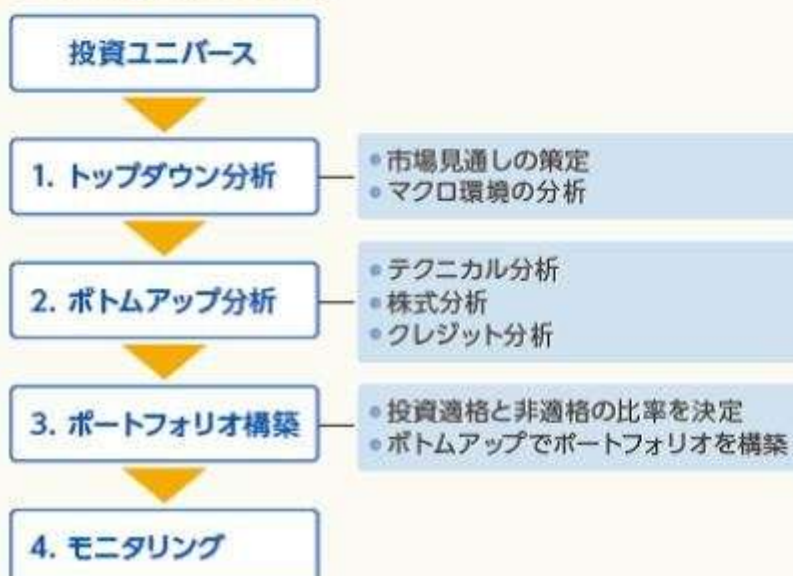 投資ユニバース
1. トップダウン分析
•市場見通しの策定
•マクロ環境の分析
2. ボトムアップ分析
•テクニカル分析
•株式分析
•クレジット分析
3. ポートフォリオ構築
•投資適格と非適格の比率を決定
•ボトムアップでポートフォリオを構築
4. モニタリング